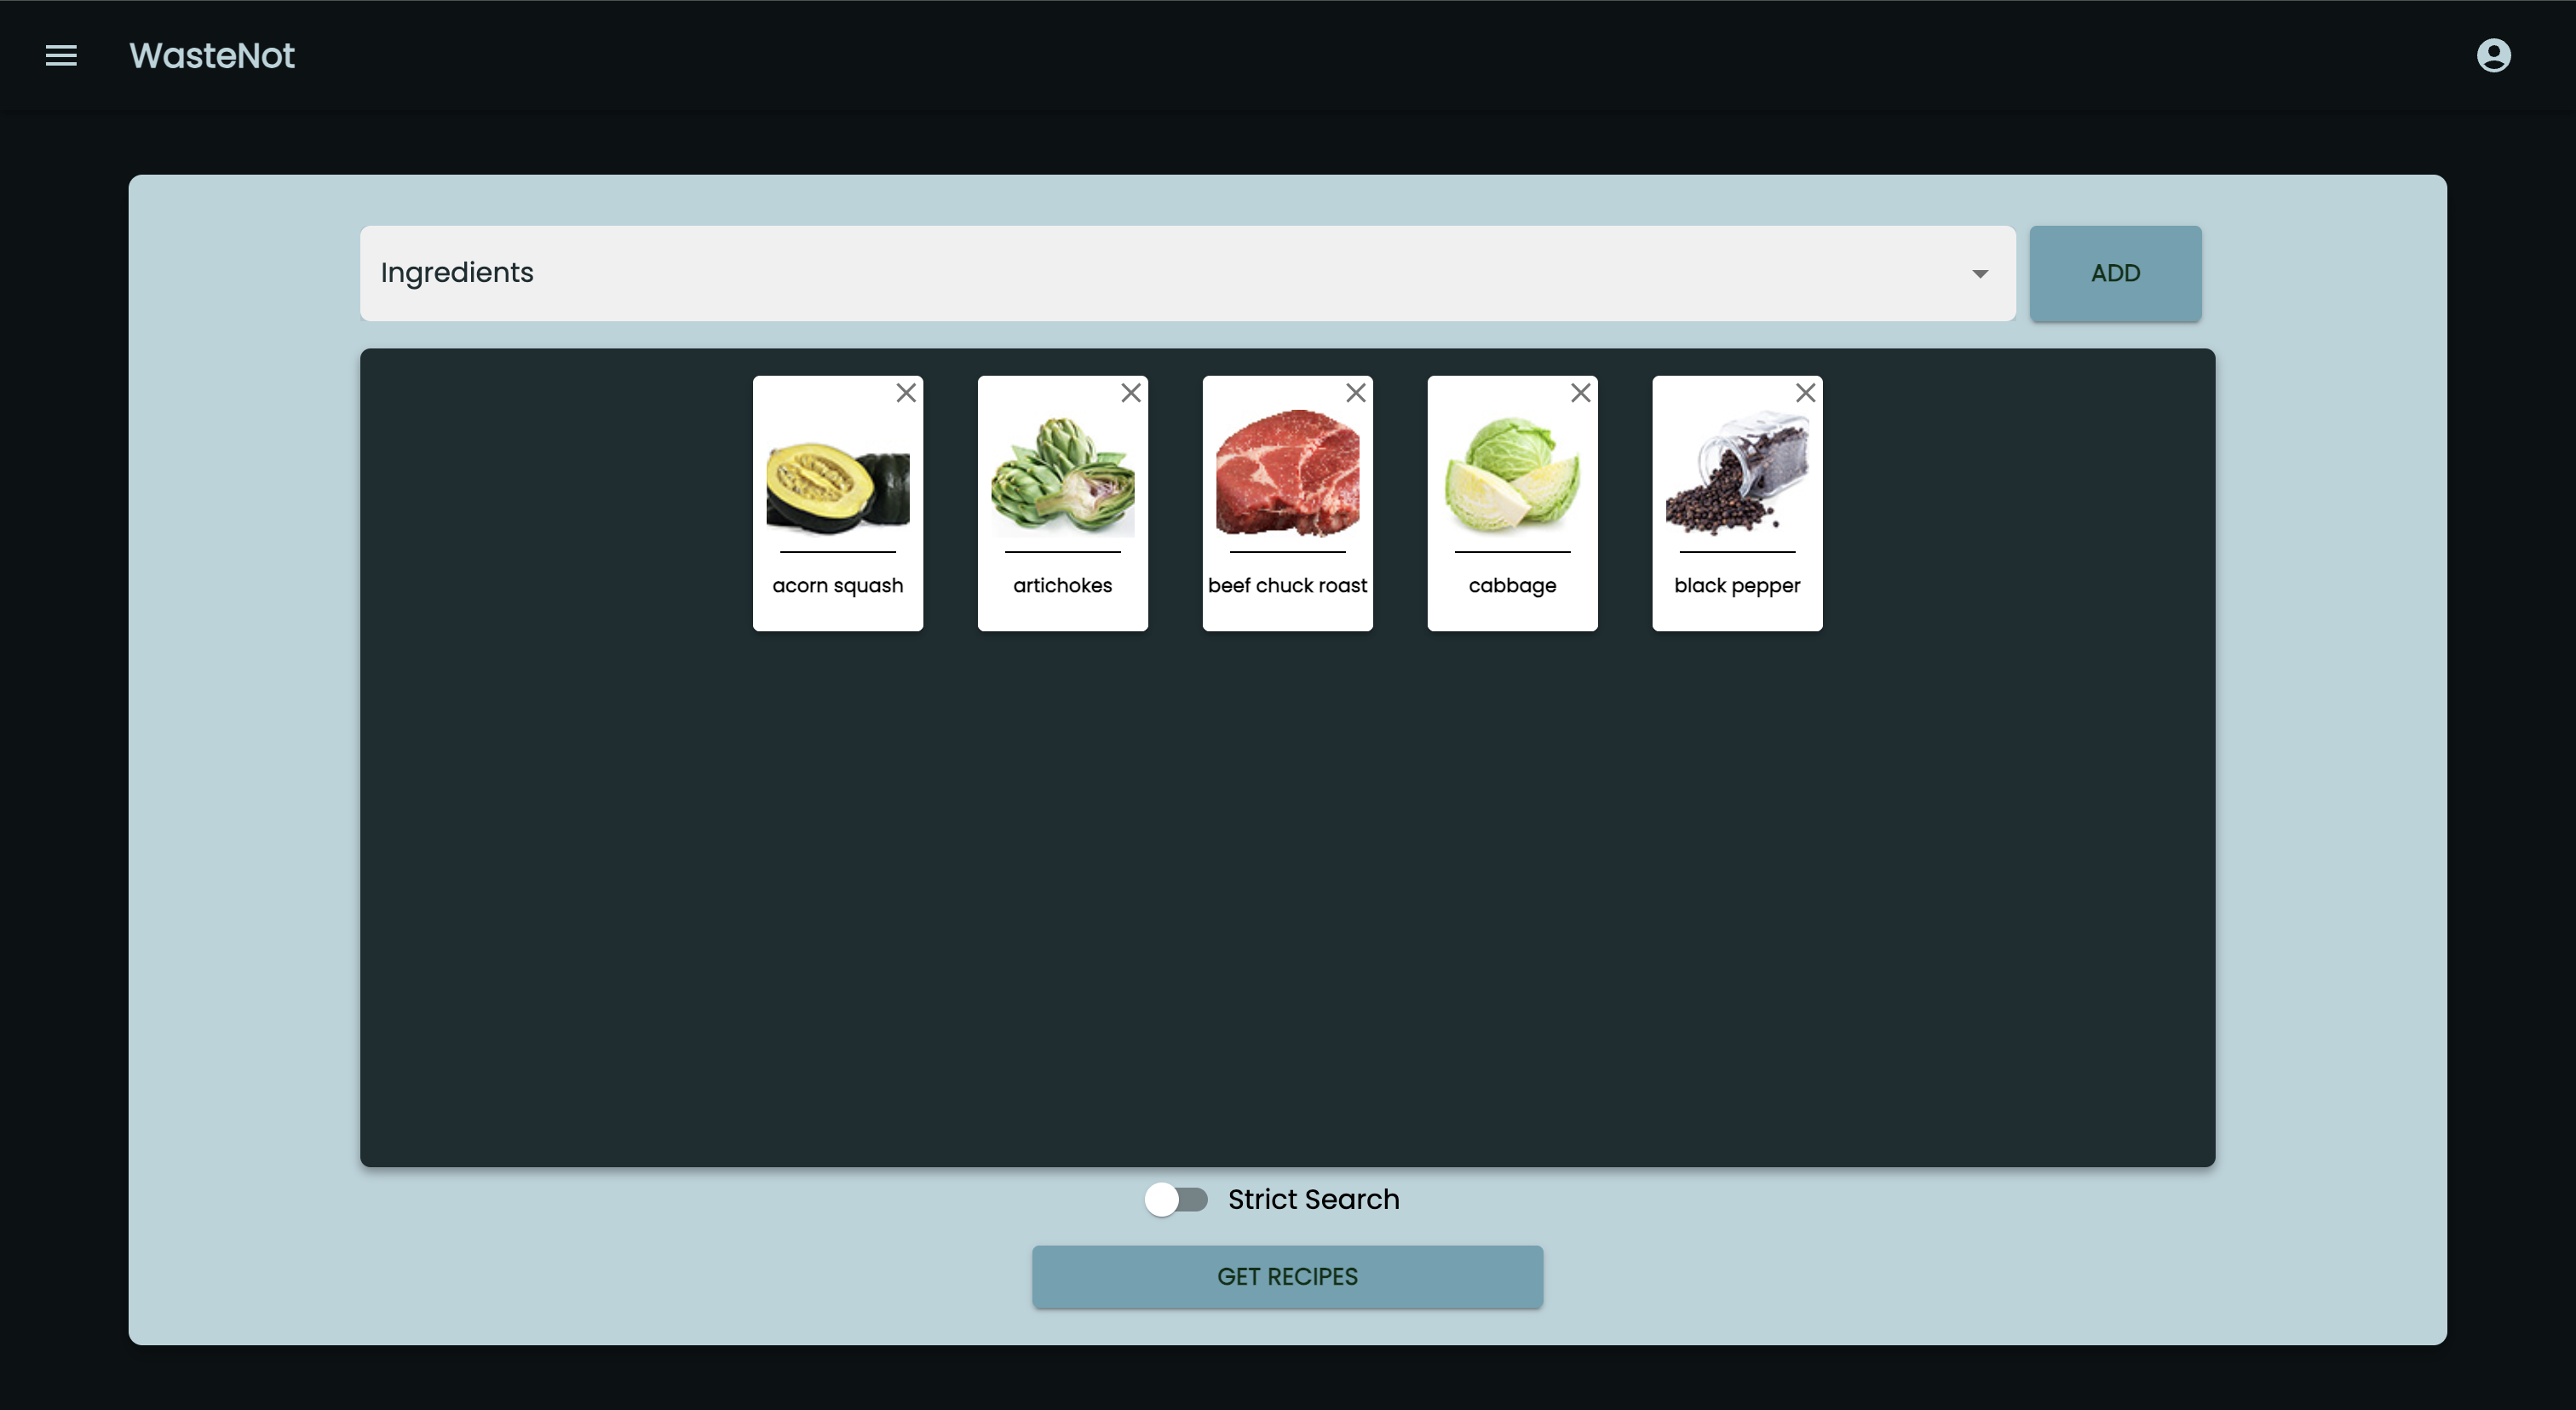 WasteNot
Ingredients
ADD
acorn squash
artichokes
beef chuck roast
cabbage
black pepper
Strict Search
GET RECIPES